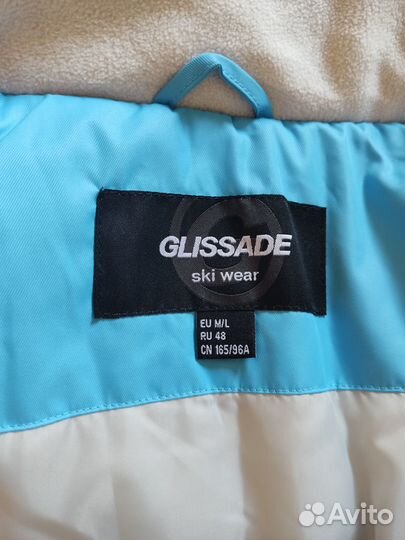 GLISSADE
ski wear
EU M/L
RU 48
CN 165/96A
Avito